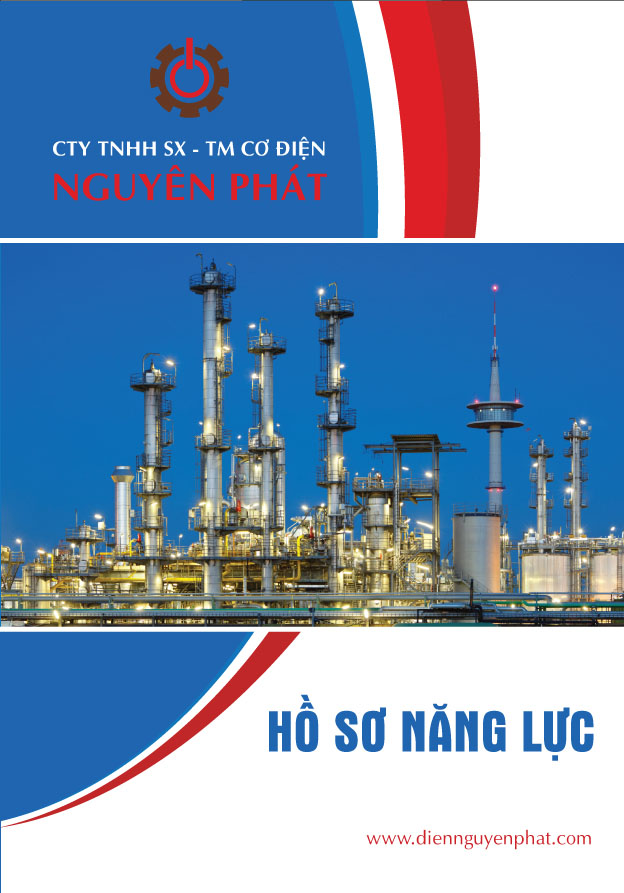 CTY TNHH SX - TM CƠ ĐIỆN
NGUYÊN PHÁT
HỒ SƠ NĂNG LỰC
www.diennguyenphat.com